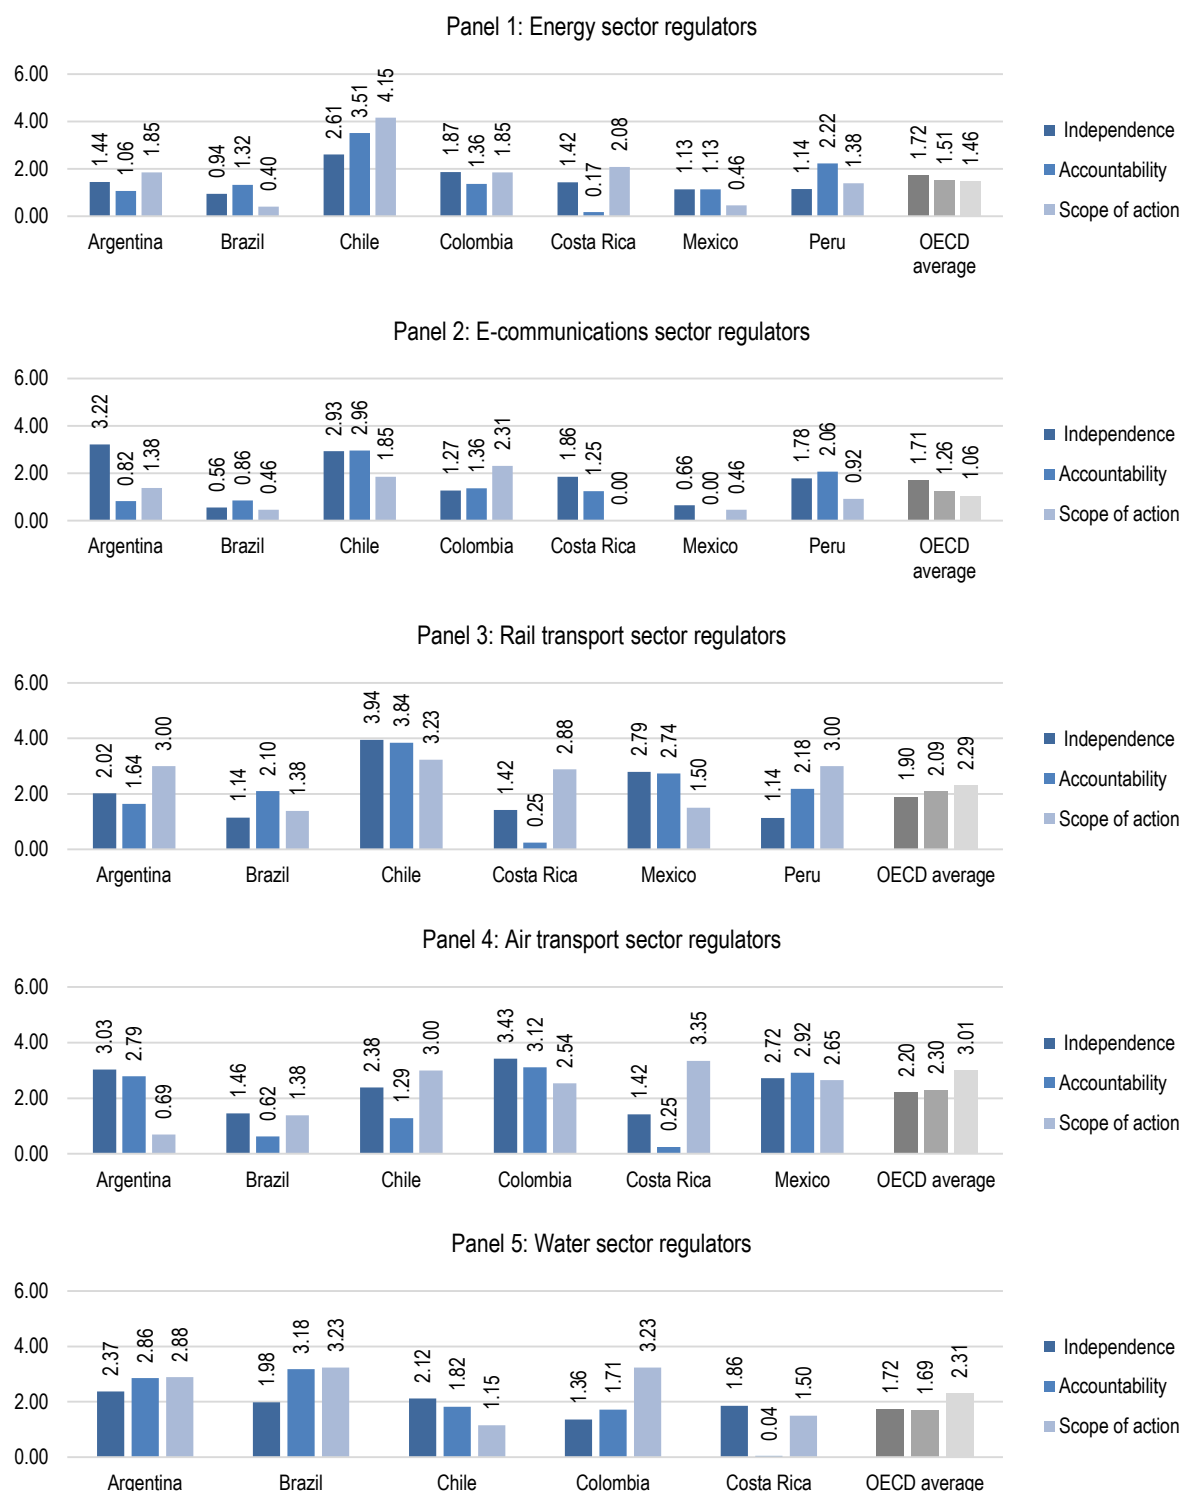 Panel 1: Energy sector regulators
6.00
4.00
2.00
0.00
1.44 1.06 1.85
0.94 1.32 0.40
2.61 3.51 4.15
1.87 1.36 1.85
1.42 0.17 2.08
1.13 1.13 0.46
1.14 2.22 1.38
1.72 1.51 1.46
Argentina Brazil Chile Colombia Costa Rica Mexico Peru OECD
average
Independence
Accountability
Scope of action
Panel 2: E-communications sector regulators
6.00
4.00
2.00
0.00
3.22 0.82 1.38
0.56 0.86 0.46
2.93 2.96 1.85
1.27 1.36 2.31
1.86 1.25 0.00
0.66 0.00 0.46
1.78 2.06 0.92
1.71 1.26 1.06
Argentina Brazil Chile Colombia Costa Rica Mexico Peru OECD
average
Independence
Accountability
Scope of action
Panel 3: Rail transport sector regulators
6.00
4.00
2.00
0.00
2.02 1.64 3.00
1.14 2.10 1.38
3.94 3.84 3.23
1.42 0.25 2.88
2.79 2.74 1.50
1.14 2.18 3.00
1.90 2.09 2.29
Argentina Brazil Chile Costa Rica Mexico Peru OECD average
Independence
Accountability
Scope of action
Panel 4: Air transport sector regulators
6.00
4.00
2.00
0.00
3.03 2.79 0.69
1.46 0.62 1.38
2.38 1.29 3.00
3.43 3.12 2.54
1.42 0.25 3.35
2.72 2.92 2.65
2.20 2.30 3.01
Argentina Brazil Chile Colombia Costa Rica Mexico OECD average
Independence
Accountability
Scope of action
Panel 5: Water sector regulators
6.00
4.00
2.00
0.00
2.37 2.86 2.88
1.98 3.18 3.23
2.12 1.82 1.15
1.36 1.71 3.23
1.86 0.04 1.50
1.72 1.69 2.31
Argentina Brazil Chile Colombia Costa Rica OECD average
Independence
Accountability
Scope of action